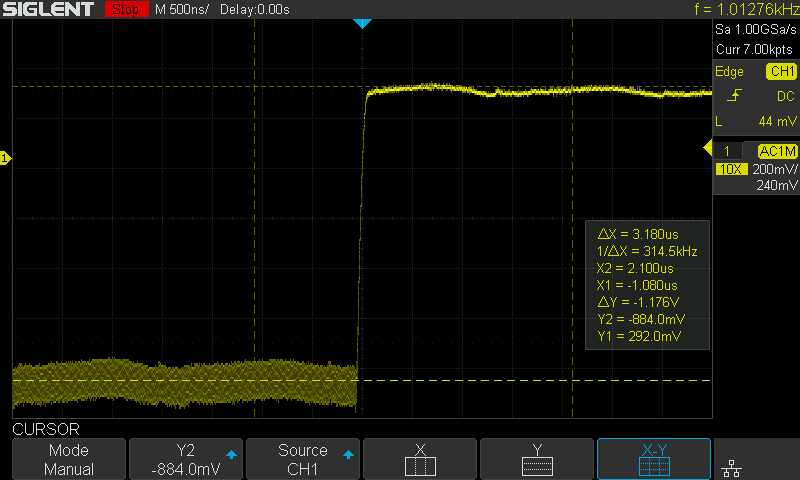 SIGLENT Stop M 500ns/ Delay:0.00s f = 1.01276kHz
Sa 1.00GSa/s
Curr 7.00kpts
Edge CH1
DC
L 44 mV
1 AC1M
10X 200mV/
240mV
1
△X = 3.180us
1/△X = 314.5kHz
X2 = 2.100us
X1 = -1.080us
△Y = -1.176V
Y2 = -884.0mV
Y1 = 292.0mV
CURSOR
Mode
Manual
Y2
-884.0mV
Source
CH1
X
Y
X-Y